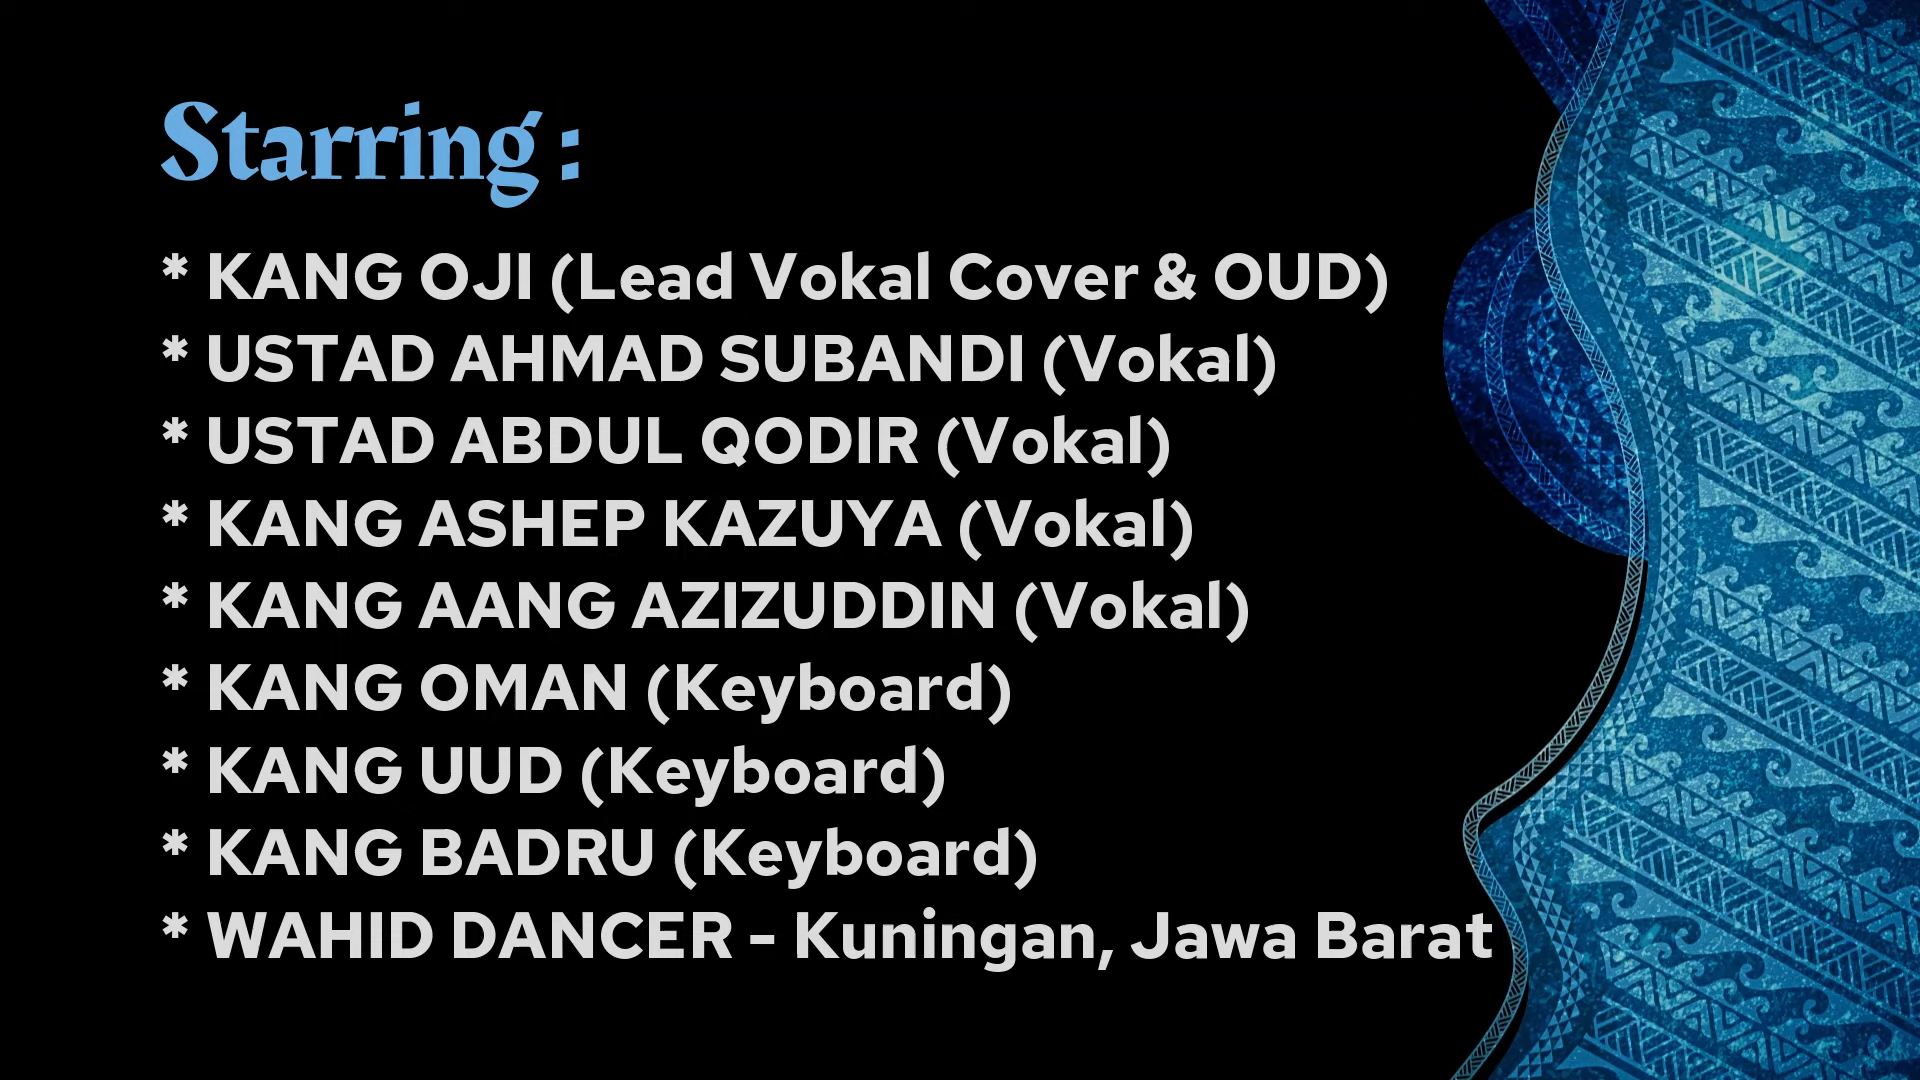 Starring :
* KANG OJI (Lead Vokal Cover & OUD)
* USTAD AHMAD SUBANDI (Vokal)
* USTAD ABDUL QODIR (Vokal)
* KANG ASHEP KAZUYA (Vokal)
* KANG AANG AZIZUDDIN (Vokal)
* KANG OMAN (Keyboard)
* KANG UUD (Keyboard)
* KANG BADRU (Keyboard)
* WAHID DANCER - Kuningan, Jawa Barat